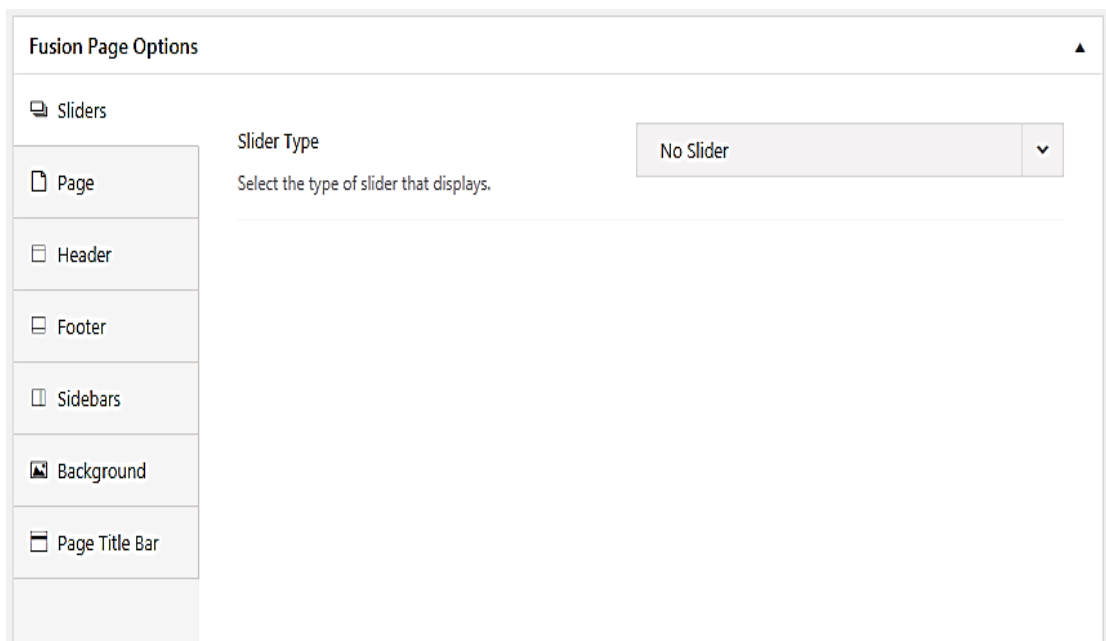 Fusion Page Options
Sliders
Slider Type
No Slider
Select the type of slider that displays.
Page
Header
Footer
Sidebars
Background
Page Title Bar